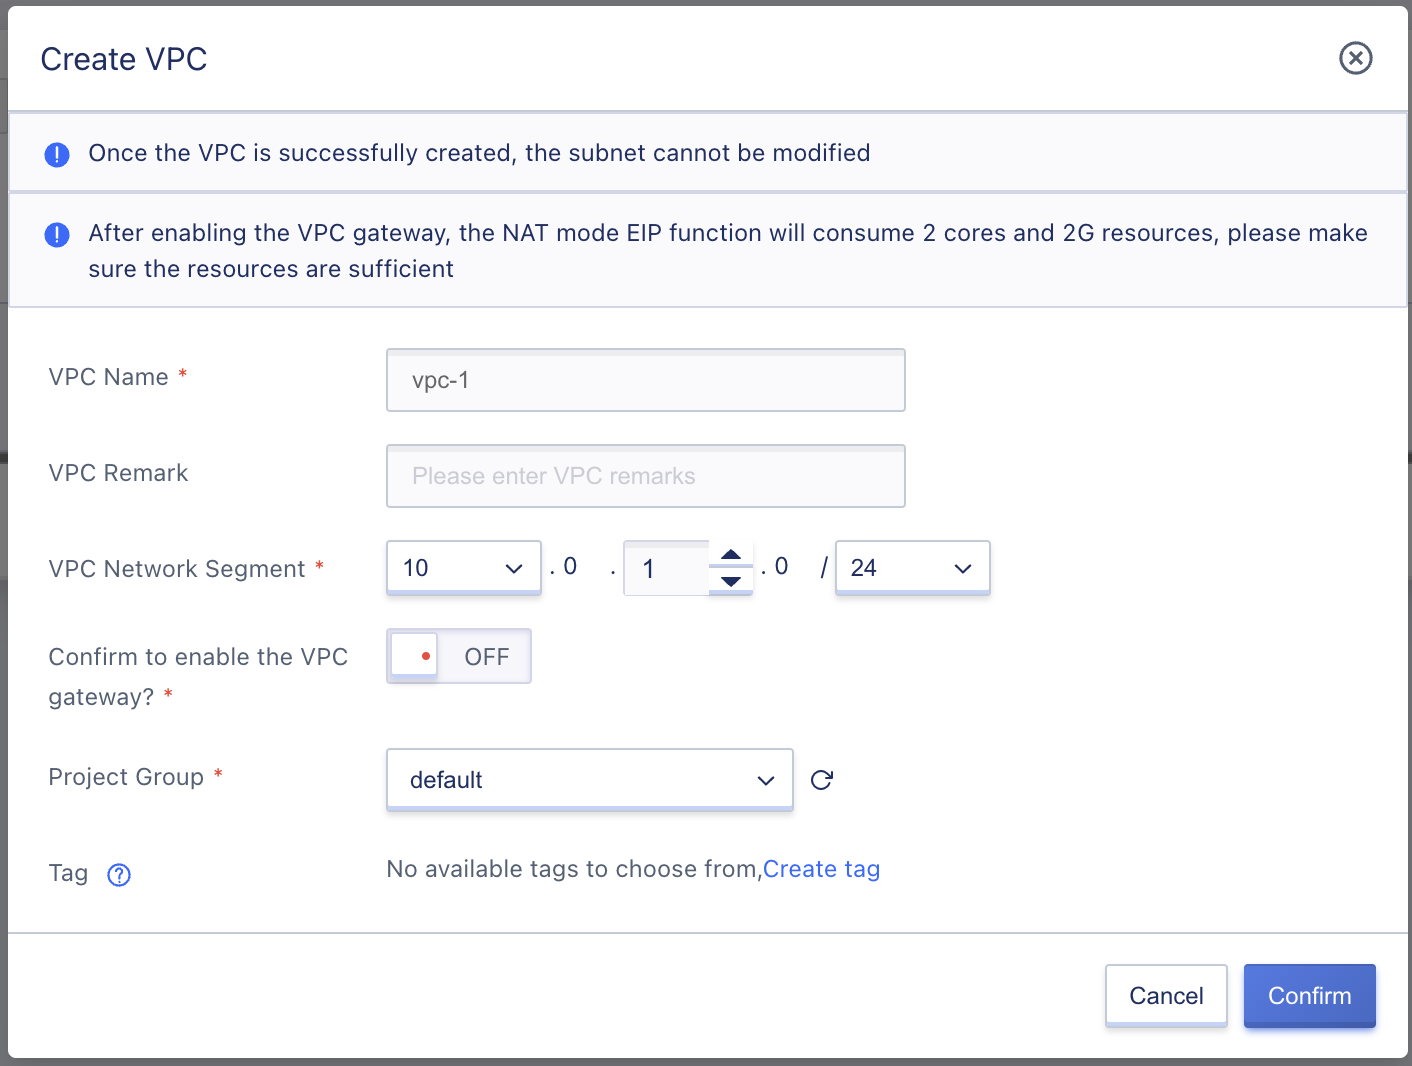 Create VPC
Once the VPC is successfully created, the subnet cannot be modified
After enabling the VPC gateway, the NAT mode EIP function will consume 2 cores and 2G resources, please make
sure the resources are sufficient
VPC Name *
vpc-1
VPC Remark
Please enter VPC remarks
VPC Network Segment *
10 . 0 . 1 . 0 / 24
Confirm to enable the VPC
gateway? *
OFF
Project Group *
default
Tag
No available tags to choose from,Create tag
Cancel
Confirm